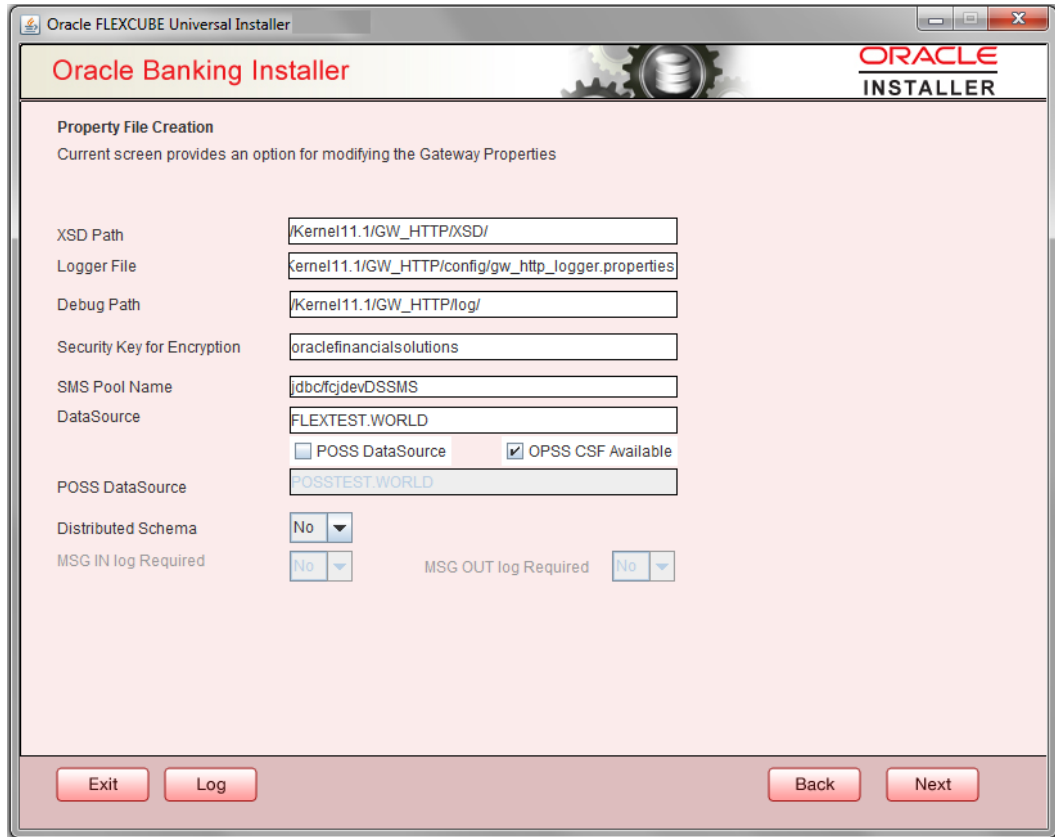 Oracle FLEXCUBE Universal Installer
Oracle Banking Installer
ORACLE
INSTALLER
Property File Creation
Current screen provides an option for modifying the Gateway Properties
XSD Path /Kernel11.1/GW_HTTP/XSD/
Logger File Kernel11.1/GW_HTTP/config/gw_http_logger.properties
Debug Path /Kernel11.1/GW_HTTP/log/
Security Key for Encryption oraclefinancialsolutions
SMS Pool Name jdbc/fcjdevDSSMS
DataSource FLEXTEST.WORLD
POSS DataSource OPSS CSF Available
POSS DataSource POSSTEST.WORLD
Distributed Schema No
MSG IN log Required No MSG OUT log Required No
Exit Log Back Next